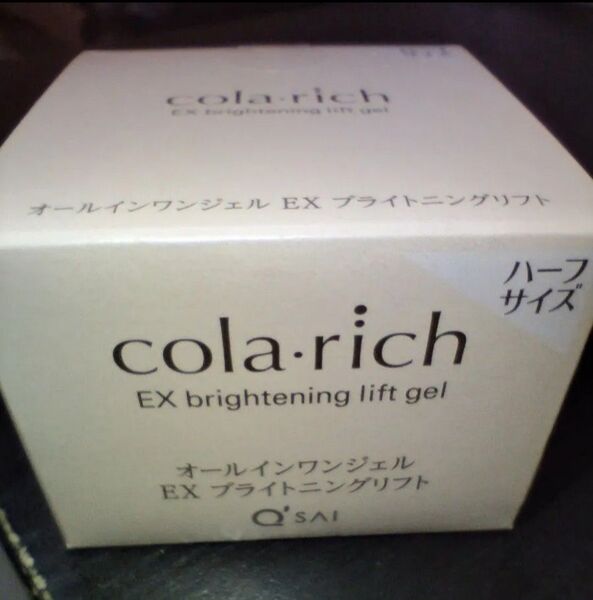 cola·rich
EX brightening lift gel
オールインワンジェル EX ブライトニングリフト
ハーフ
サイズ
cola·rich
EX brightening lift gel
オールインワンジェル
EX ブライトニングリフト
Q'SAI